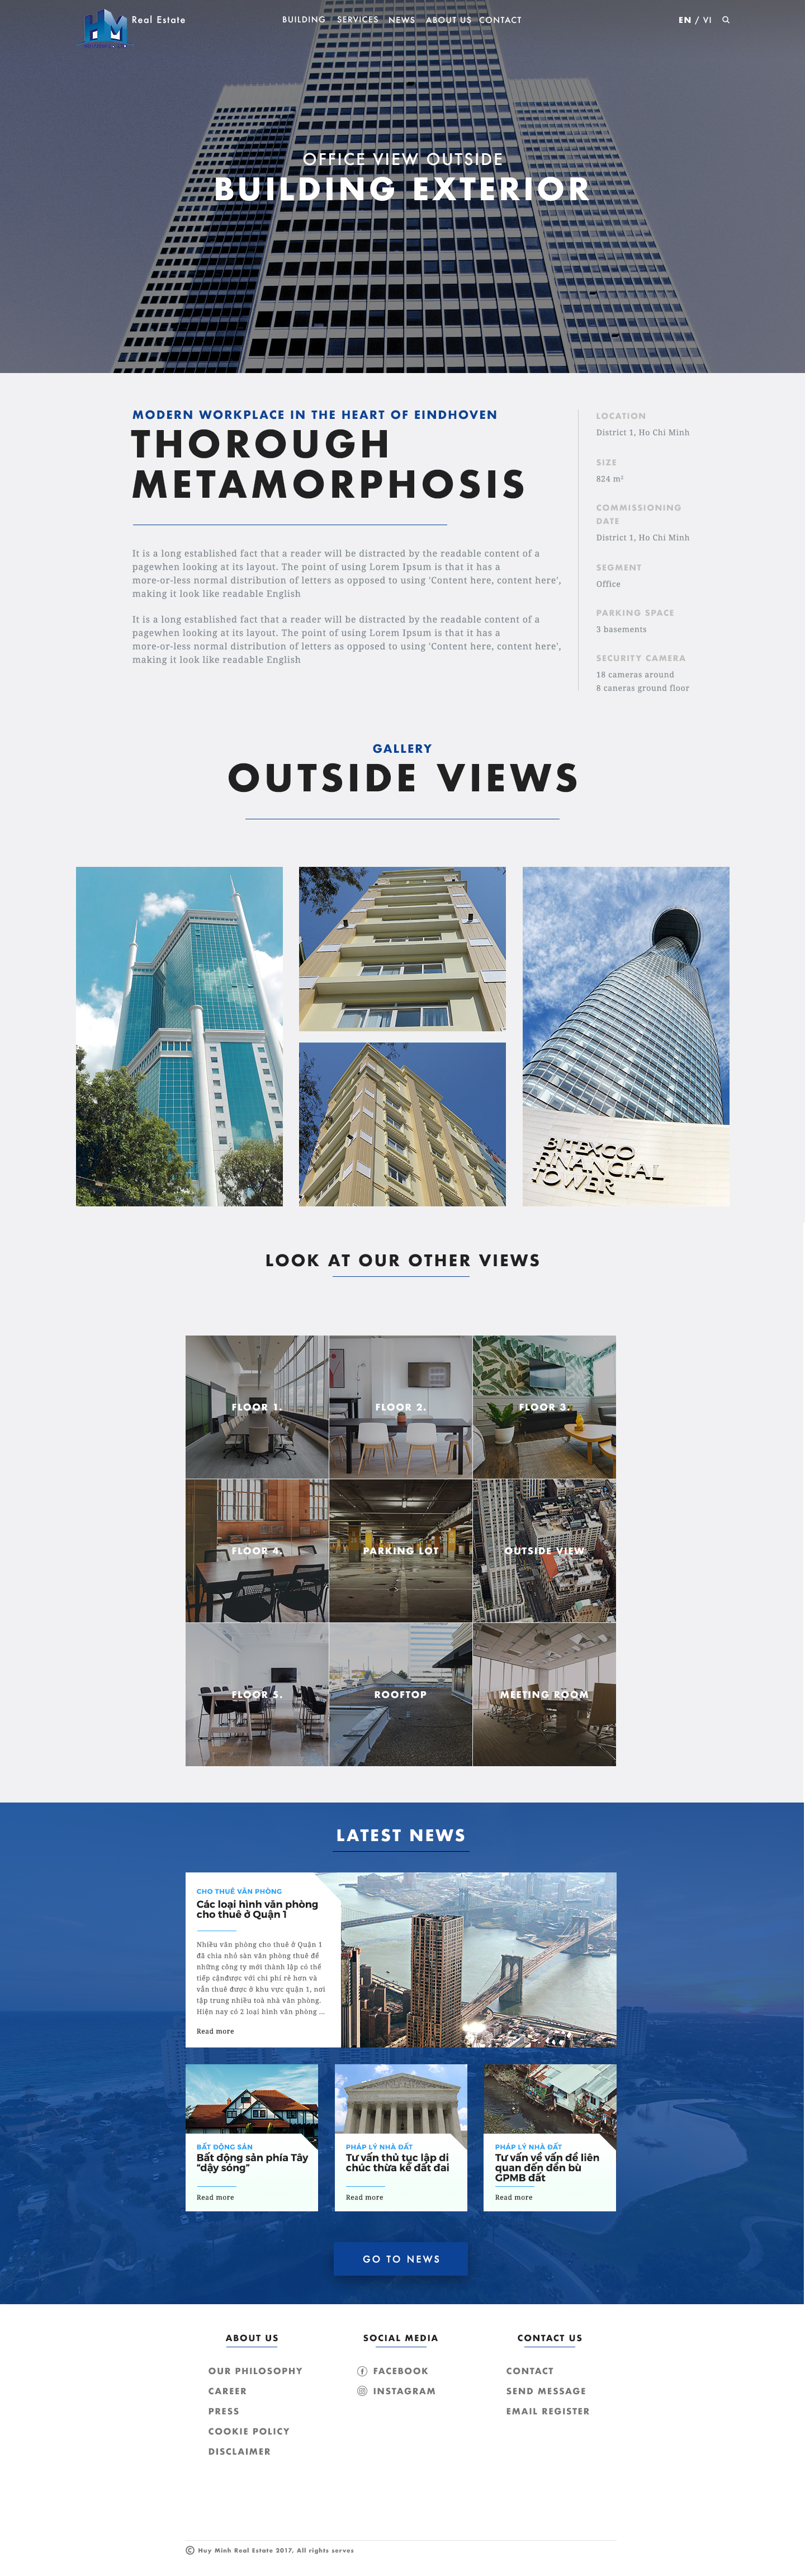 Real Estate
BUILDING SERVICES NEWS ABOUT US CONTACT
EN / VI
OFFICE VIEW OUTSIDE
BUILDING EXTERIOR
MODERN WORKPLACE IN THE HEART OF EINDHOVEN
THOROUGH
METAMORPHOSIS
It is a long established fact that a reader will be distracted by the readable content of a
pagewhen looking at its layout. The point of using Lorem Ipsum is that it has a
more-or-less normal distribution of letters as opposed to using 'Content here, content here',
making it look like readable English
It is a long established fact that a reader will be distracted by the readable content of a
pagewhen looking at its layout. The point of using Lorem Ipsum is that it has a
more-or-less normal distribution of letters as opposed to using 'Content here, content here',
making it look like readable English
LOCATION
District 1, Ho Chi Minh
SIZE
824 m²
COMMISSIONING
DATE
District 1, Ho Chi Minh
SEGMENT
Office
PARKING SPACE
3 basements
SECURITY CAMERA
18 cameras around
8 caneras ground floor
GALLERY
OUTSIDE VIEWS
BITEXCO
FINANCIAL
TOWER
LOOK AT OUR OTHER VIEWS
FLOOR 1.
FLOOR 2.
FLOOR 3.
FLOOR 4.
PARKING LOT
OUTSIDE VIEW
FLOOR 5.
ROOFTOP
MEETING ROOM
LATEST NEWS
CHO THUÊ VĂN PHÒNG
Các loại hình văn phòng
cho thuê ở Quận 1
Nhiều văn phòng cho thuê ở Quận 1
đã chia nhỏ sàn văn phòng thuê để
những công ty mới thành lập có thể
tiếp cậnđược với chi phí rẻ hơn và
vẫn thuê được ở khu vực quận 1, nơi
tập trung nhiều toà nhà văn phòng.
Hiện nay có 2 loại hình văn phòng ...
Read more
BẤT ĐỘNG SẢN
Bất động sản phía Tây
"dậy sóng"
Read more
PHÁP LÝ NHÀ ĐẤT
Tư vấn thủ tục lập di
chúc thừa kế đất đai
Read more
PHÁP LÝ NHÀ ĐẤT
Tư vấn về vấn đề liên
quan đến đền bù
GPMB đất
Read more
GO TO NEWS
ABOUT US
OUR PHILOSOPHY
CAREER
PRESS
COOKIE POLICY
DISCLAIMER
SOCIAL MEDIA
FACEBOOK
INSTAGRAM
CONTACT US
CONTACT
SEND MESSAGE
EMAIL REGISTER
© Huy Minh Real Estate 2017, All rights serves